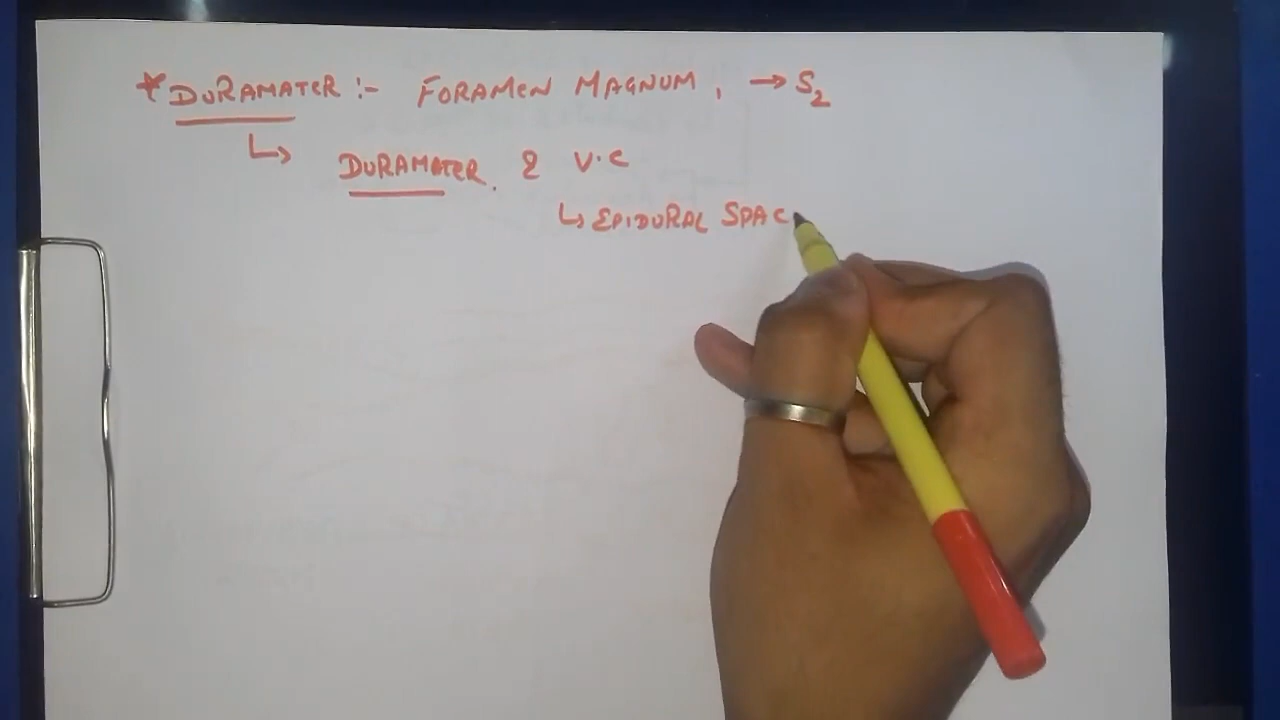 * DURAMATER :- FORAMEN MAGNUM, → S2
↳ DURAMATER. & V.C
↳ EPIDURAL SPAC